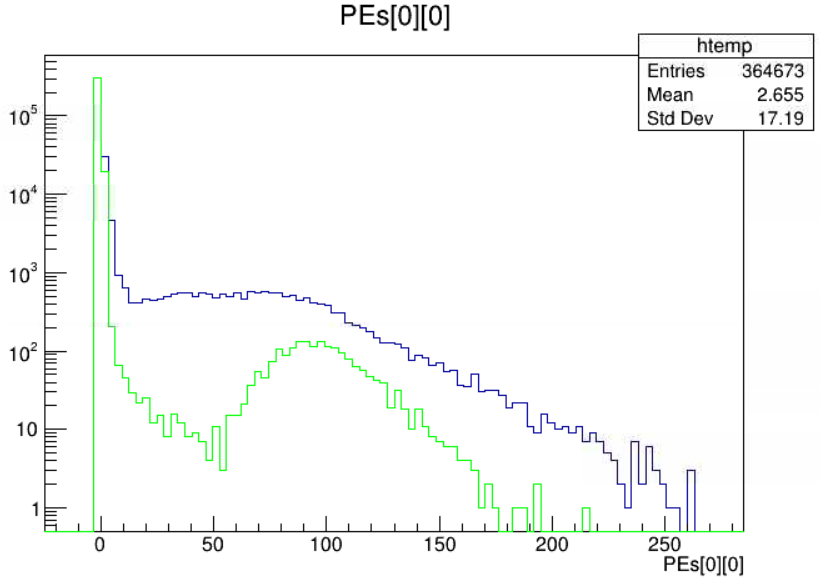 PEs[0][0]
htemp
Entries 364673
Mean 2.655
Std Dev 17.19
10^5
10^4
10^3
10^2
10
1
0 50 100 150 200 250
PEs[0][0]